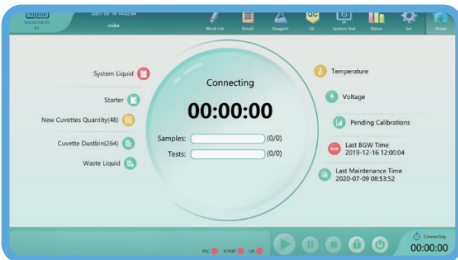 Work List
Result
Reagent
QC
System Test
Status
Set
Home
System Liquid
Starter
New Cuvettes Quantity(48)
Cuvette Dustbin(264)
Waste Liquid
Connecting
00:00:00
Samples: (0/0)
Tests: (0/0)
Temperature
Voltage
Pending Calibrations
Last BGW Time
2019-12-16 12:00:04
Last Maintenance Time
2020-07-09 08:53:52
Connecting
00:00:00